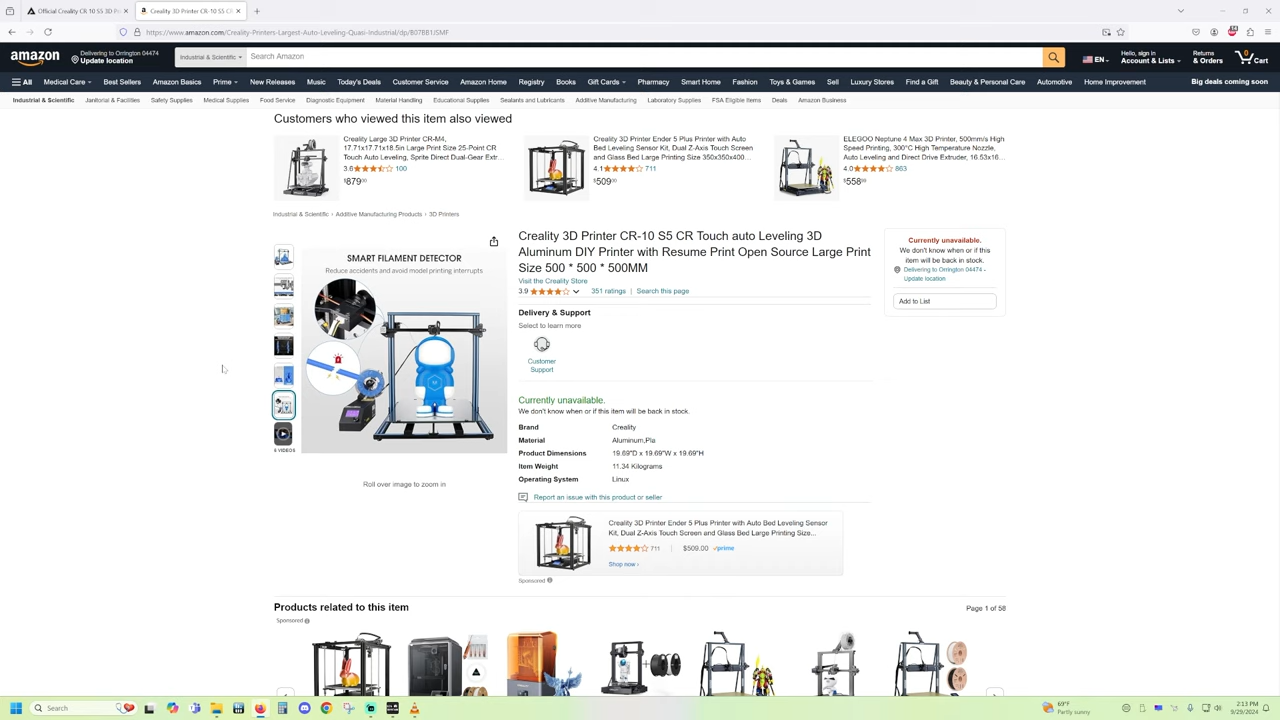 Official Creality CR 10 S5 3D Pr
Creality 3D Printer CR-10 S5 CR
https://www.amazon.com/Creality-Printers-Largest-Auto-Leveling-Quasi-Industrial/dp/B07BB1JSMF
amazon
Delivering to Orrington 04474
Update location
Industrial & Scientific
Search Amazon
EN
Hello, sign in
Account & Lists
Returns
& Orders
0
Cart
All
Medical Care
Best Sellers
Amazon Basics
Prime
New Releases
Music
Today's Deals
Customer Service
Amazon Home
Registry
Books
Gift Cards
Pharmacy
Smart Home
Fashion
Toys & Games
Sell
Luxury Stores
Find a Gift
Beauty & Personal Care
Automotive
Home Improvement
Big deals coming soon
Industrial & Scientific
Janitorial & Facilities
Safety Supplies
Medical Supplies
Food Service
Diagnostic Equipment
Material Handling
Educational Supplies
Sealants and Lubricants
Additive Manufacturing
Laboratory Supplies
FSA Eligible Items
Deals
Amazon Business
Customers who viewed this item also viewed
Creality Large 3D Printer CR-M4,
17.71x17.71x18.5in Large Print Size 25-Point CR
Touch Auto Leveling, Sprite Direct Dual-Gear Extr…
3.6 100
$879
Creality 3D Printer Ender 5 Plus Printer with Auto
Bed Leveling Sensor Kit, Dual Z-Axis Touch Screen
and Glass Bed Large Printing Size 350x350x400…
4.1 711
$509
ELEGOO Neptune 4 Max 3D Printer, 500mm/s High
Speed Printing, 300°C High Temperature Nozzle,
Auto Leveling and Direct Drive Extruder, 16.53x16…
4.0 863
$558
Industrial & Scientific › Additive Manufacturing Products › 3D Printers
SMART FILAMENT DETECTOR
Reduce accidents and avoid model printing interrupts
6 VIDEOS
Roll over image to zoom in
Creality 3D Printer CR-10 S5 CR Touch auto Leveling 3D
Aluminum DIY Printer with Resume Print Open Source Large Print
Size 500 * 500 * 500MM
Visit the Creality Store
3.9 351 ratings | Search this page
Delivery & Support
Select to learn more
Customer
Support
Currently unavailable.
We don't know when or if this item will be back in stock.
Brand Creality
Material Aluminum,Pla
Product Dimensions 19.69"D x 19.69"W x 19.69"H
Item Weight 11.34 Kilograms
Operating System Linux
Report an issue with this product or seller
Creality 3D Printer Ender 5 Plus Printer with Auto Bed Leveling Sensor
Kit, Dual Z-Axis Touch Screen and Glass Bed Large Printing Size...
711 | $509.00 prime
Shop now ›
Sponsored
Currently unavailable.
We don't know when or if this
item will be back in stock.
Delivering to Orrington 04474 -
Update location
Add to List
Products related to this item
Page 1 of 58
Sponsored
Search
69°F
Partly sunny
2:13 PM
9/29/2024